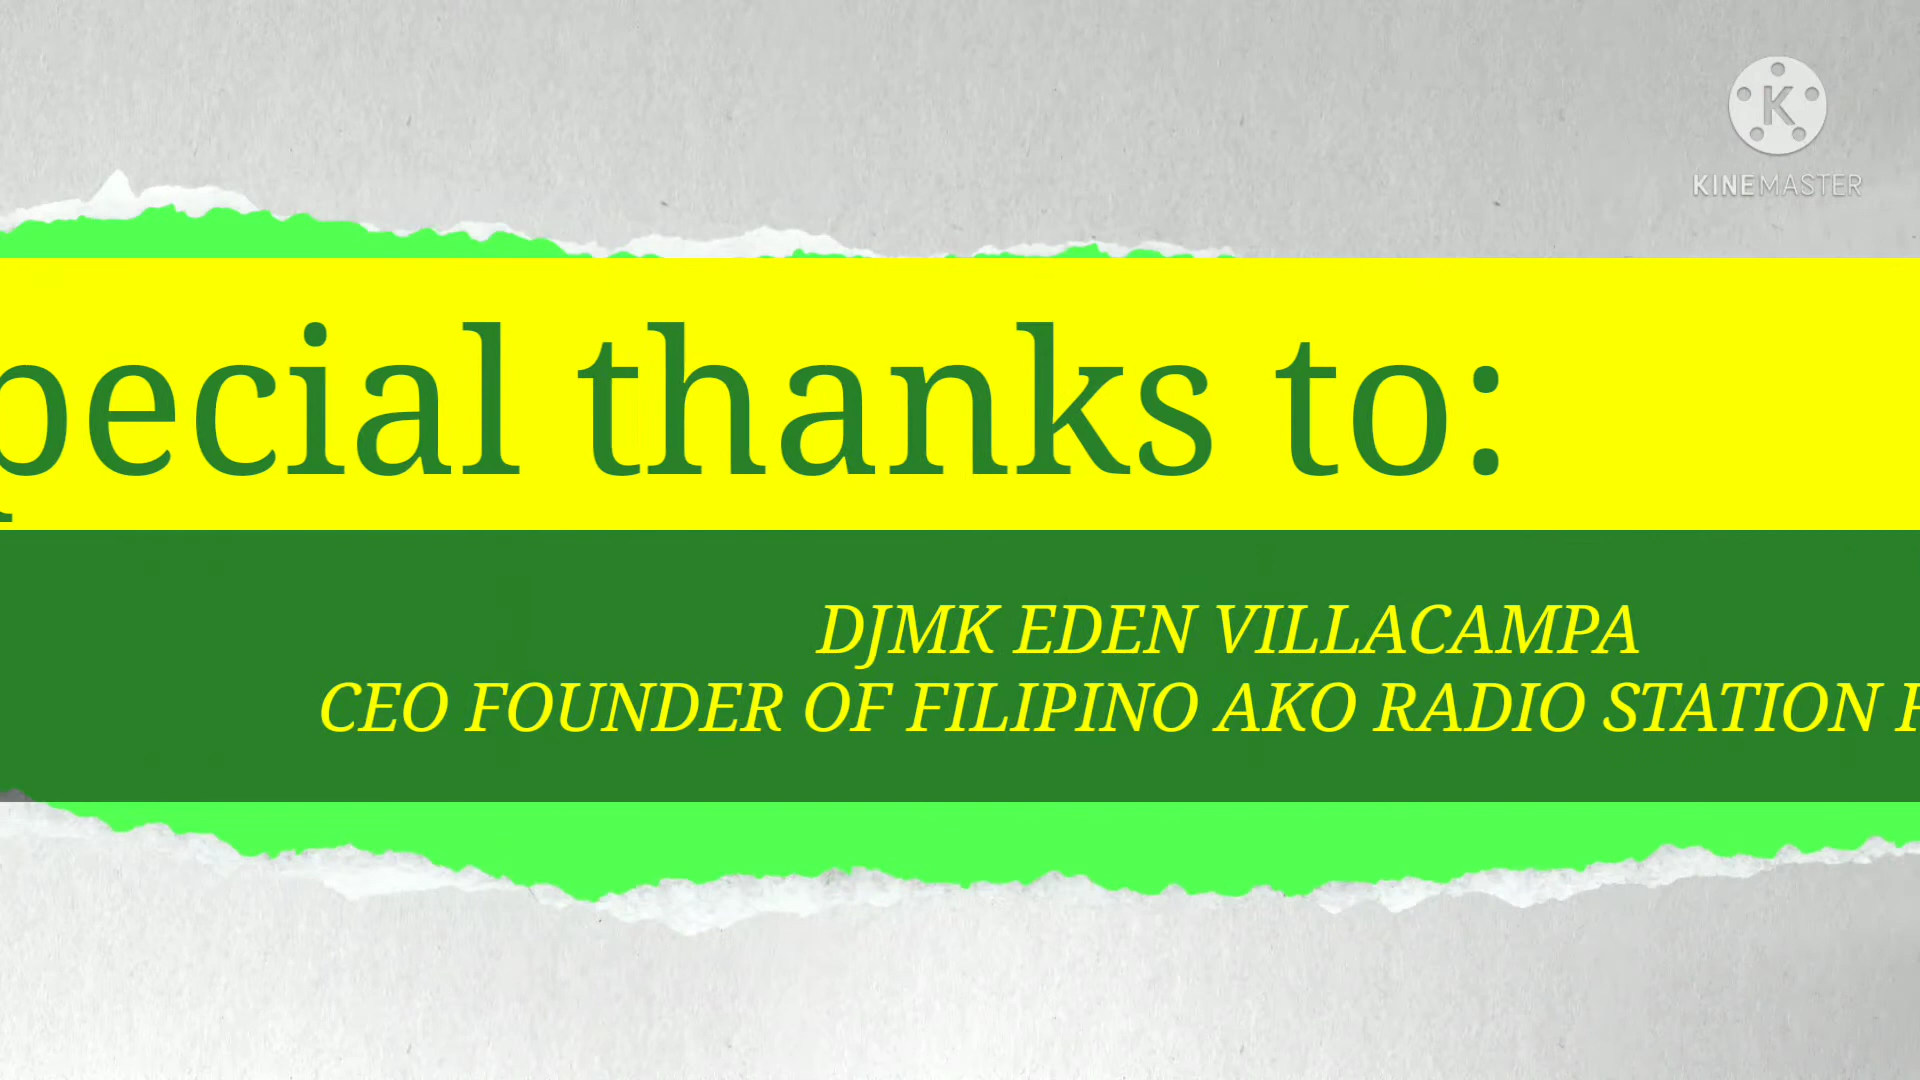 KINEMASTER
pecial thanks to:
DJMK EDEN VILLACAMPA
CEO FOUNDER OF FILIPINO AKO RADIO STATION